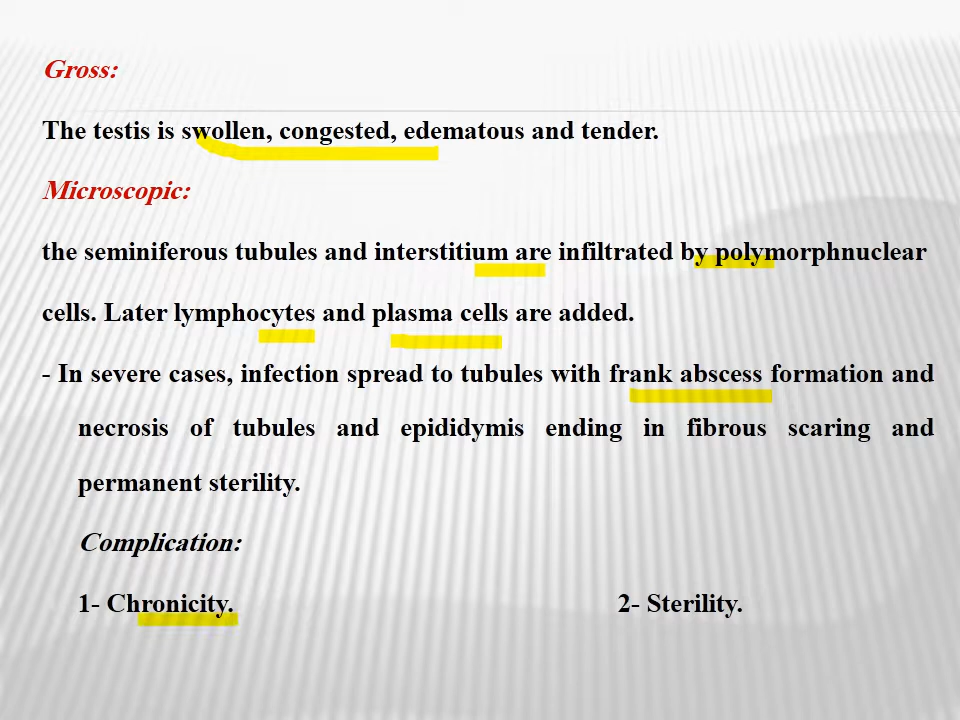 Gross:
The testis is swollen, congested, edematous and tender.
Microscopic:
the seminiferous tubules and interstitium are infiltrated by polymorphnuclear
cells. Later lymphocytes and plasma cells are added.
- In severe cases, infection spread to tubules with frank abscess formation and
necrosis of tubules and epididymis ending in fibrous scaring and
permanent sterility.
Complication:
1- Chronicity. 2- Sterility.